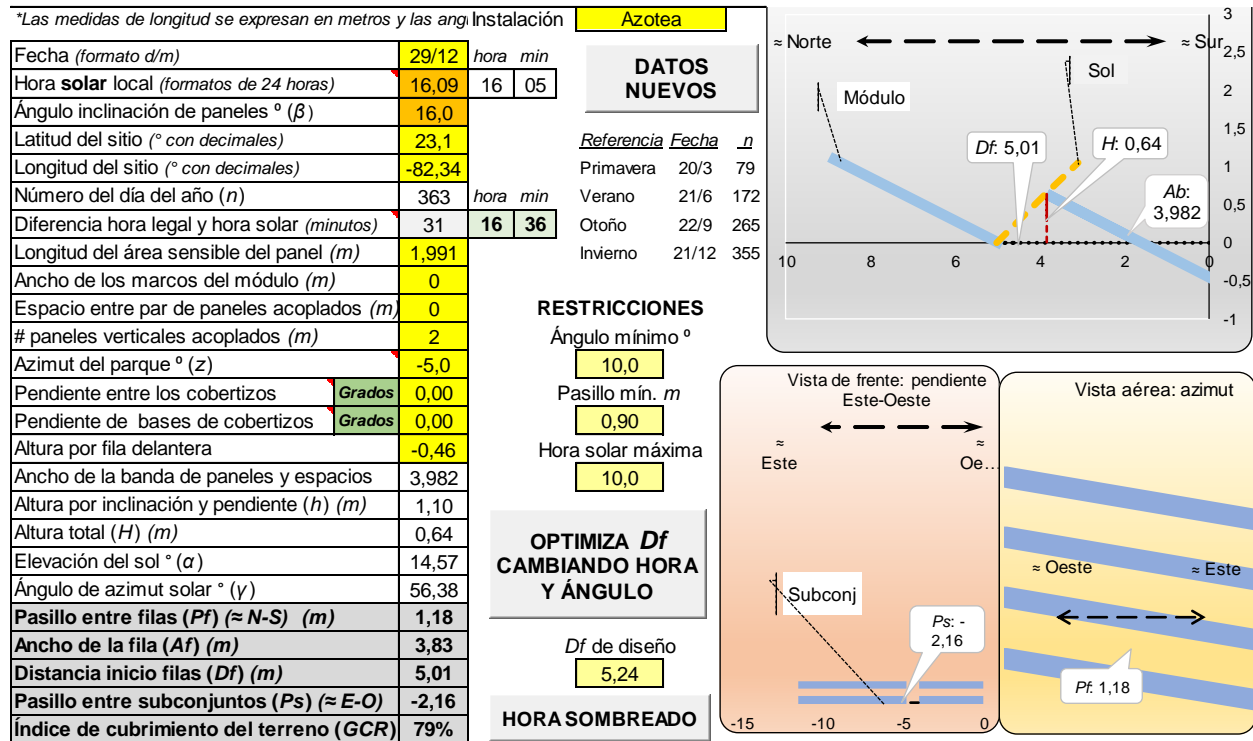 *Las medidas de longitud se expresan en metros y las angu Instalación Azotea
Fecha (formato d/m) 29/12 hora min
Hora solar local (formatos de 24 horas) 16,09 16 05
Ángulo inclinación de paneles º (β) 16,0
Latitud del sitio (° con decimales) 23,1
Longitud del sitio (° con decimales) -82,34
Número del día del año (n) 363 hora min
Diferencia hora legal y hora solar (minutos) 31 16 36
Longitud del área sensible del panel (m) 1,991
Ancho de los marcos del módulo (m) 0
Espacio entre par de paneles acoplados (m) 0
# paneles verticales acoplados (m) 2
Azimut del parque º (z) -5,0
Pendiente entre los cobertizos Grados 0,00
Pendiente de bases de cobertizos Grados 0,00
Altura por fila delantera -0,46
Ancho de la banda de paneles y espacios 3,982
Altura por inclinación y pendiente (h) (m) 1,10
Altura total (H) (m) 0,64
Elevación del sol ° (α) 14,57
Ángulo de azimut solar ° (γ) 56,38
Pasillo entre filas (Pf) (≈ N-S) (m) 1,18
Ancho de la fila (Af) (m) 3,83
Distancia inicio filas (Df) (m) 5,01
Pasillo entre subconjuntos (Ps) (≈ E-O) -2,16
Índice de cubrimiento del terreno (GCR) 79%
DATOS
NUEVOS
Referencia Fecha n
Primavera 20/3 79
Verano 21/6 172
Otoño 22/9 265
Invierno 21/12 355
RESTRICCIONES
Ángulo mínimo º
10,0
Pasillo mín. m
0,90
Hora solar máxima
10,0
OPTIMIZA Df
CAMBIANDO HORA
Y ÁNGULO
Df de diseño
5,24
HORA SOMBREADO
≈ Norte
≈ Sur
Módulo
Sol
Df: 5,01
H: 0,64
Ab:
3,982
3
2,5
2
1,5
1
0,5
0
-0,5
-1
10 8 6 4 2 0
Vista de frente: pendiente
Este-Oeste
≈
Este
≈
Oe…
Subconj
Ps: -
2,16
-15 -10 -5 0
Vista aérea: azimut
≈ Oeste
≈ Este
Pf: 1,18